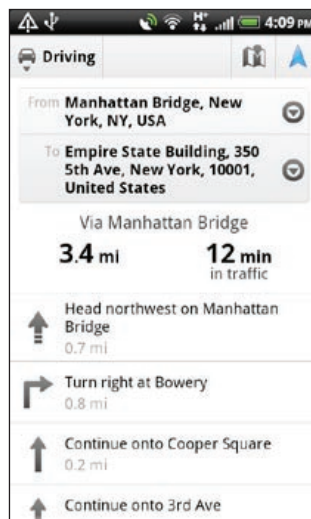 H+ 4:09 PM
Driving
From Manhattan Bridge, New
York, NY, USA
To Empire State Building, 350
5th Ave, New York, 10001,
United States
Via Manhattan Bridge
3.4 mi 12 min
in traffic
Head northwest on Manhattan
Bridge
0.7 mi
Turn right at Bowery
0.8 mi
Continue onto Cooper Square
0.2 mi
Continue onto 3rd Ave